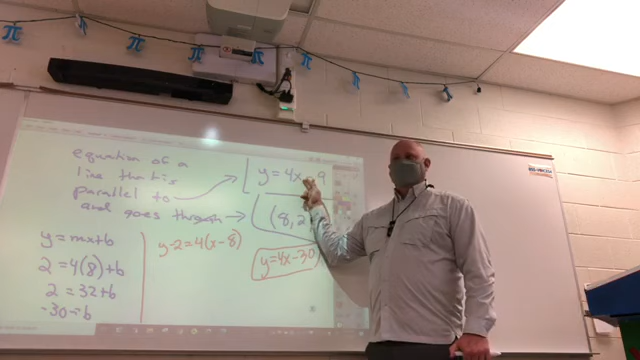 equation of a
line that is
parallel to
and goes through
y = 4x - 9
(8, 2
y = mx + b
2 = 4(8) + b
2 = 32 + b
-30 = b
y - 2 = 4(x - 8)
y = 4x - 30